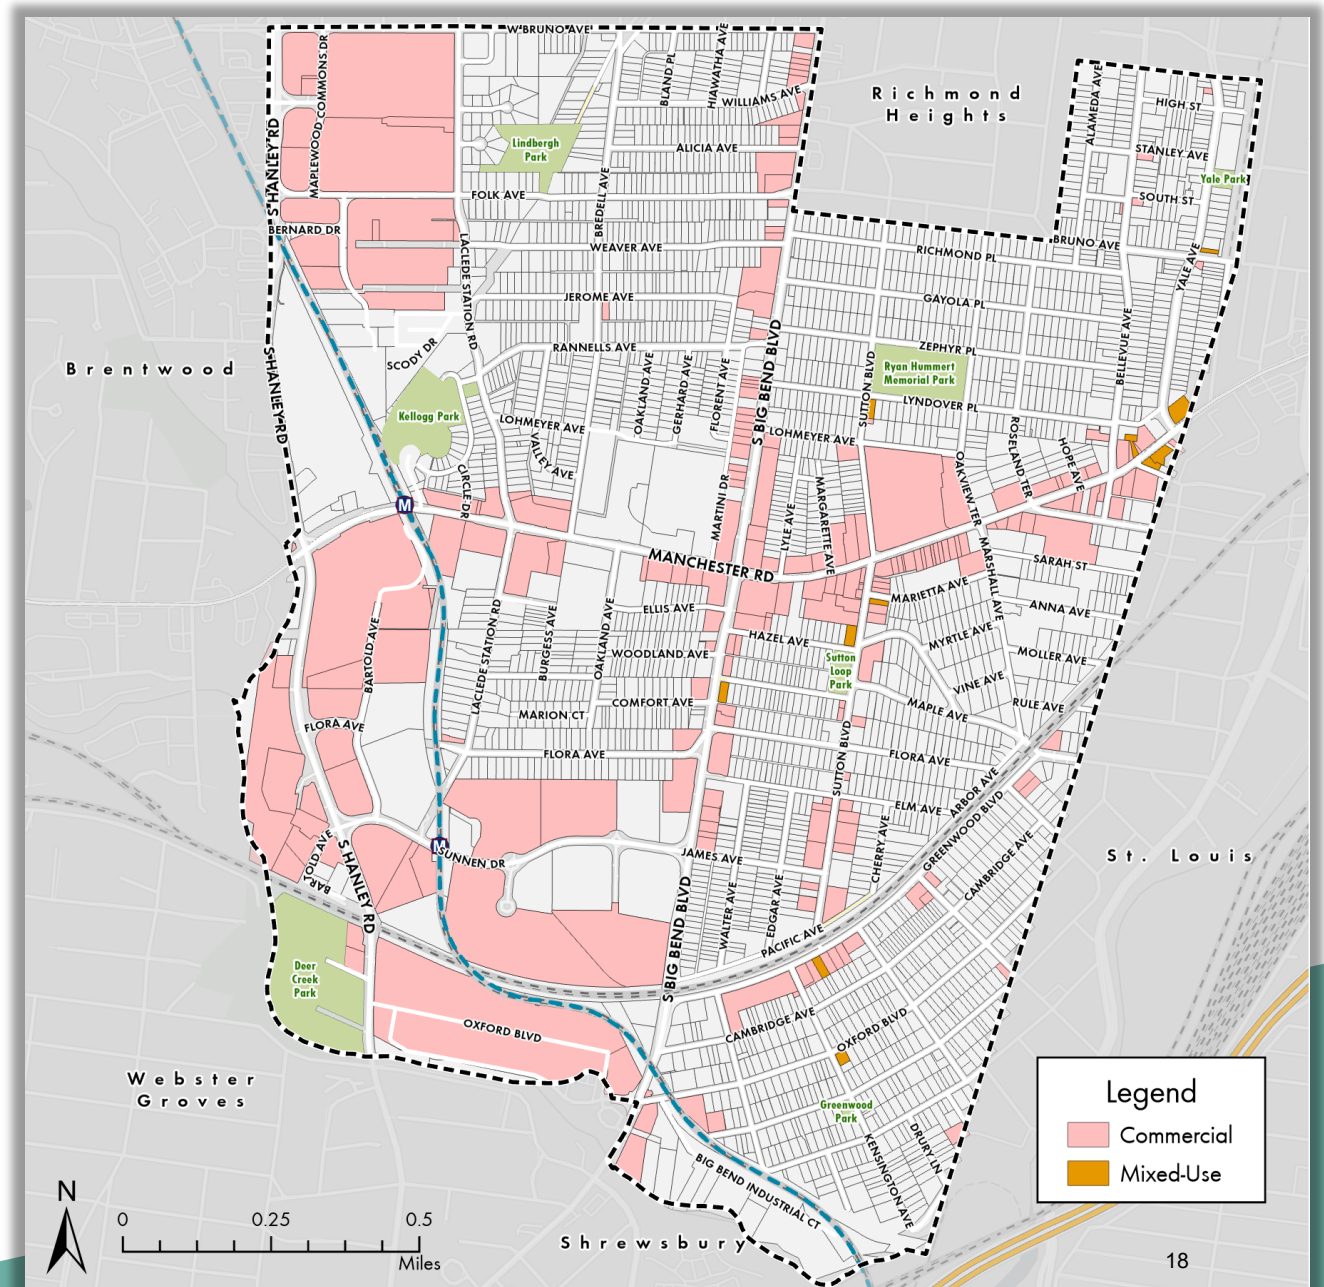 W BRUNO AVE
MAPLEWOOD COMMONS DR
BLAND PL
HIAWATHA AVE
WILLIAMS AVE
Richmond
Heights
ALAMEDA AVE
HIGH ST
STANLEY AVE
Yale Park
SOUTH ST
Lindbergh
Park
ALICIA AVE
S HANLEY RD
FOLK AVE
BREDELL AVE
BERNARD DR
LACLEDE STATION RD
WEAVER AVE
BRUNO AVE
RICHMOND PL
YALE AVE
JEROME AVE
GAYOLA PL
SCODY DR
RANNELLS AVE
ZEPHYR PL
BELLEVUE AVE
Brentwood
S HANLEY RD
Ryan Hummert
Memorial Park
S BIG BEND BLVD
SUTTON BLVD
OAKLAND AVE
GERHARD AVE
FLORENT AVE
LYNDOVER PL
Kellogg Park
LOHMEYER AVE
VALLEY AVE
LOHMEYER AVE
ROSELAND TER
HOPE AVE
OAKVIEW TER
CIRCLE DR
M
MARTINI DR
LYLE AVE
MARGARETTE AVE
MANCHESTER RD
MARSHALL AVE
SARAH ST
MARIETTA AVE
ANNA AVE
ELLIS AVE
LACLEDE STATION RD
BURGESS AVE
OAKLAND AVE
BARTOLD AVE
HAZEL AVE
MYRTLE AVE
WOODLAND AVE
MOLLER AVE
Sutton
Loop
Park
VINE AVE
COMFORT AVE
MAPLE AVE
RULE AVE
MARION CT
FLORA AVE
FLORA AVE
SUTTON BLVD
FLORA AVE
ARBOR AVE
ELM AVE
GREENWOOD BLVD
CHERRY AVE
CAMBRIDGE AVE
St. Louis
M
SUNNEN DR
JAMES AVE
BARTOLD AVE
S HANLEY RD
S BIG BEND BLVD
WALTER AVE
EDGAR AVE
PACIFIC AVE
Deer
Creek
Park
OXFORD BLVD
CAMBRIDGE AVE
OXFORD BLVD
Webster
Groves
Greenwood
Park
DRURY LN
KENSINGTON AVE
BIG BEND INDUSTRIAL CT
Shrewsbury
Legend
Commercial
Mixed-Use
N
0 0.25 0.5
Miles
18